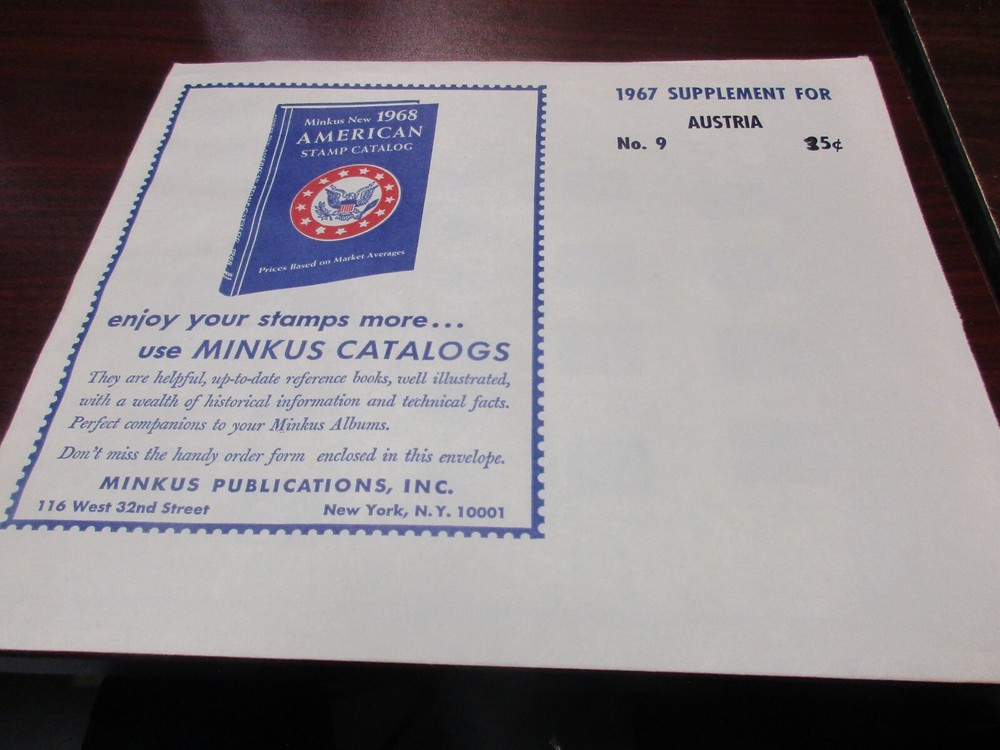 Minkus New 1968
AMERICAN
STAMP CATALOG
Prices Based on Market Averages
enjoy your stamps more...
use MINKUS CATALOGS
They are helpful, up-to-date reference books, well illustrated,
with a wealth of historical information and technical facts.
Perfect companions to your Minkus Albums.
Don't miss the handy order form enclosed in this envelope.
MINKUS PUBLICATIONS, INC.
116 West 32nd Street New York, N.Y. 10001
1967 SUPPLEMENT FOR
AUSTRIA
No. 9 35¢